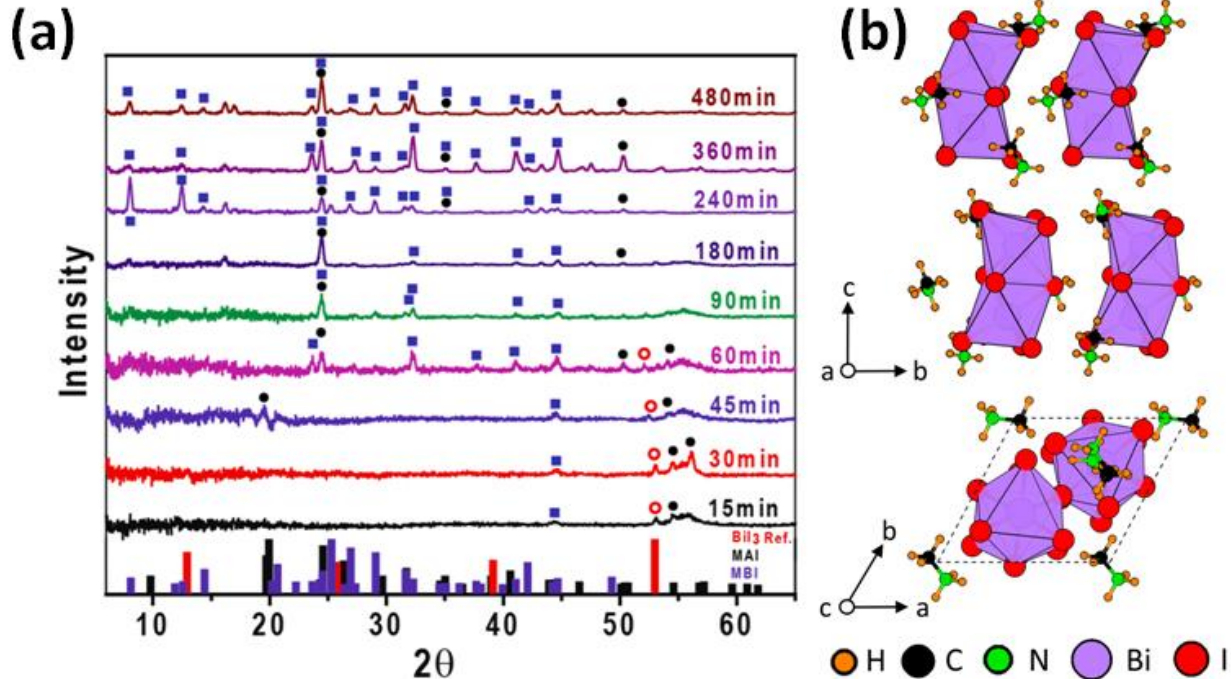 (a)
(b)
480min
360min
240min
180min
90min
60min
45min
30min
15min
BiI3 Ref.
MAI
MBI
Intensity
10 20 30 40 50 60
2θ
c
a b
b
c a
H C N Bi I